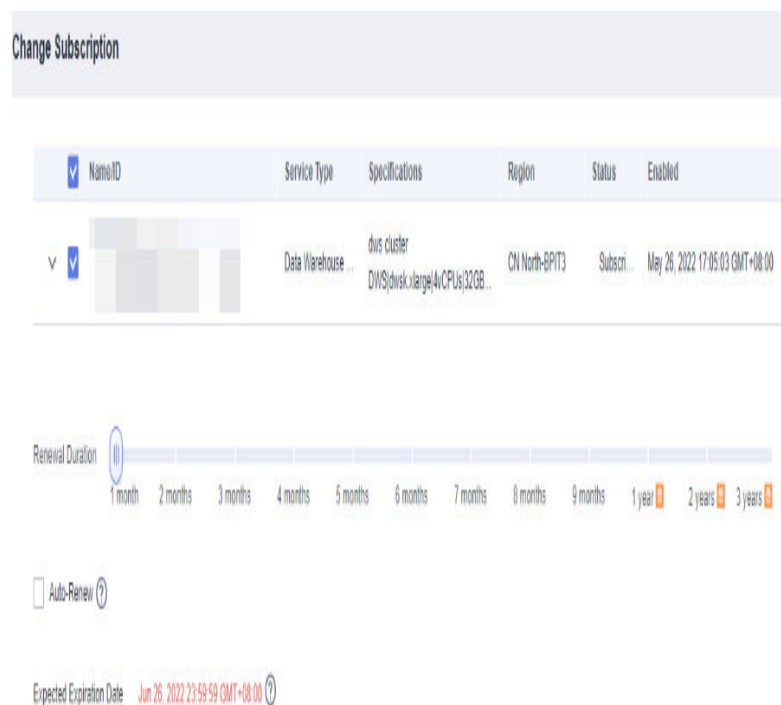 Change Subscription
Name/ID Service Type Specifications Region Status Enabled
dws cluster
Data Warehouse ... CN North-BPIT3 Subscri... May 26, 2022 17:05:03 GMT+08:00
DWS|dwsk.xlarge|4vCPUs|32GB...
Renewal Duration
1 month 2 months 3 months 4 months 5 months 6 months 7 months 8 months 9 months 1 year 2 years 3 years
Auto-Renew ?
Expected Expiration Date Jun 26, 2022 23:59:59 GMT+08:00 ?